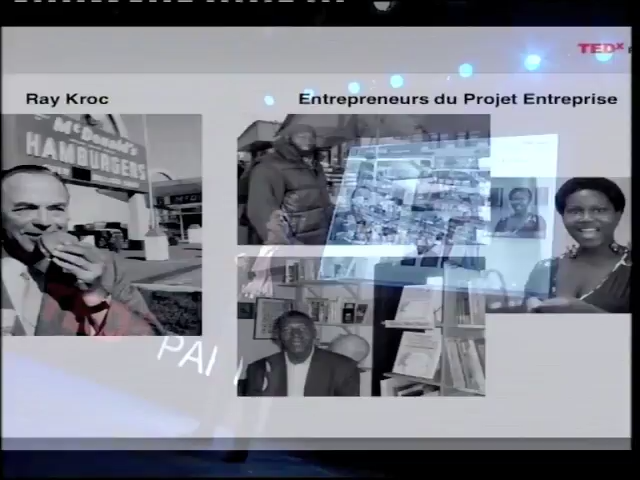 TEDx
Ray Kroc
Entrepreneurs du Projet Entreprise
McDonald's
HAMBURGERS
PAI